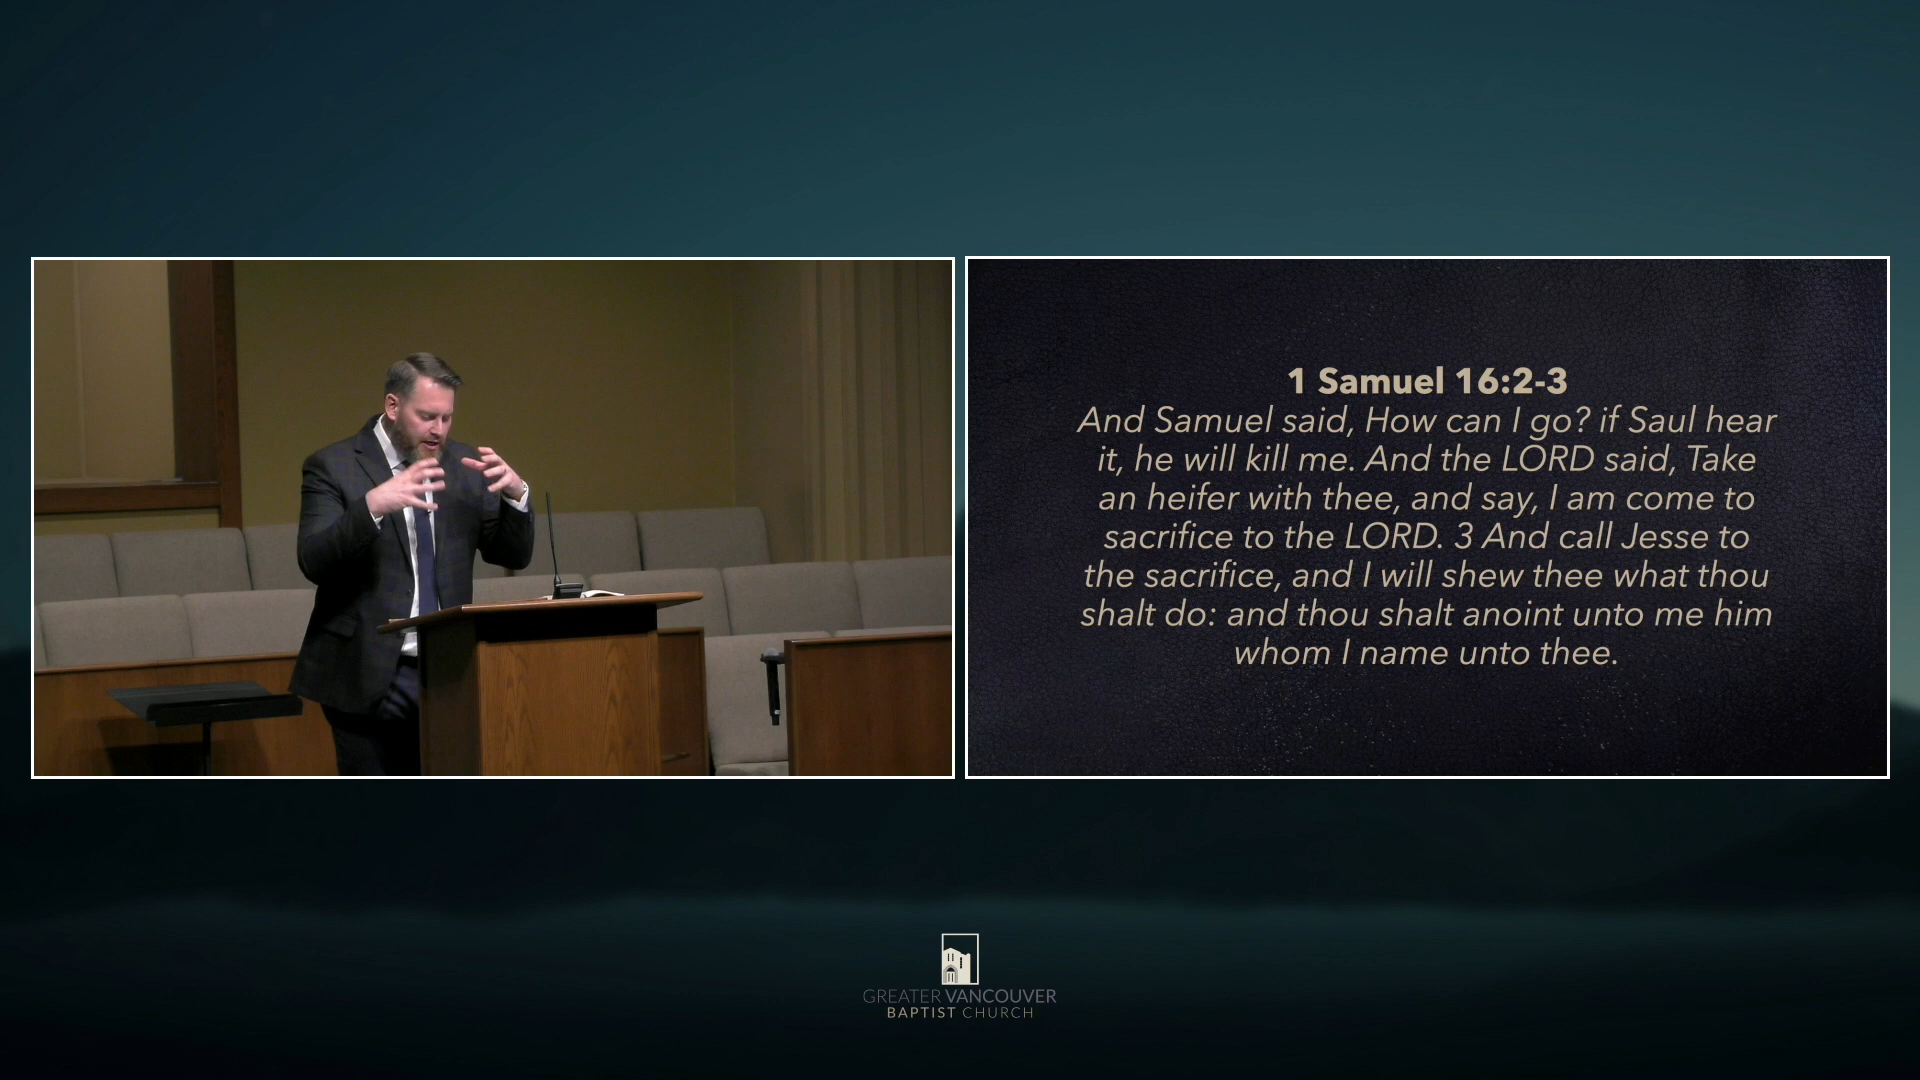 1 Samuel 16:2-3
And Samuel said, How can I go? if Saul hear
it, he will kill me. And the LORD said, Take
an heifer with thee, and say, I am come to
sacrifice to the LORD. 3 And call Jesse to
the sacrifice, and I will shew thee what thou
shalt do: and thou shalt anoint unto me him
whom I name unto thee.
GREATER VANCOUVER
BAPTIST CHURCH